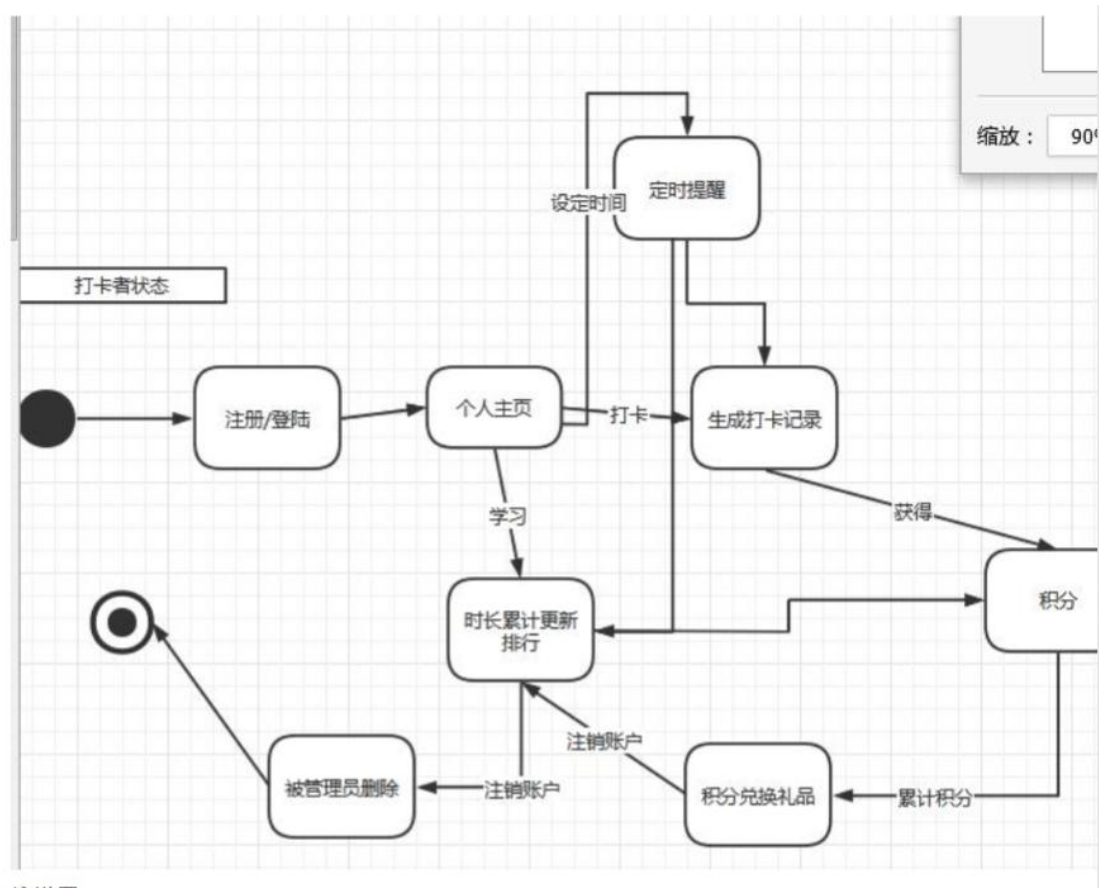 缩放：
90
定时提醒
设定时间
打卡者状态
注册/登陆
个人主页
打卡
生成打卡记录
学习
获得
时长累计更新
排行
积分
注销账户
被管理员删除
注销账户
积分兑换礼品
累计积分